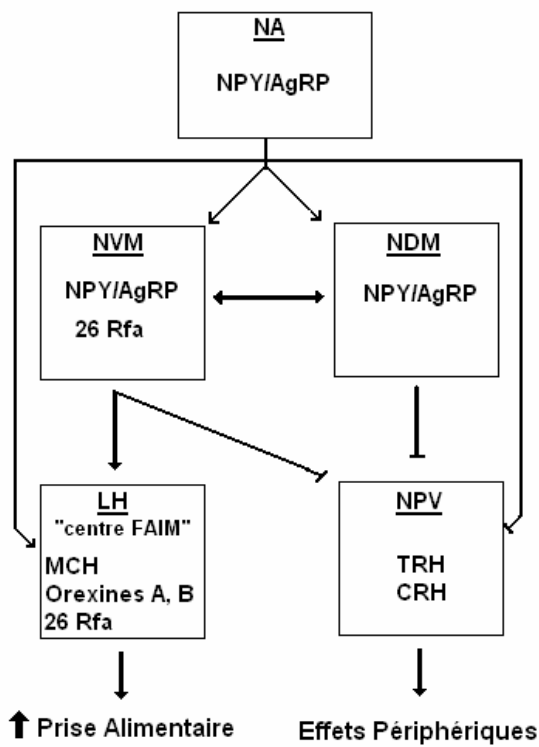 NA
NPY/AgRP
NVM
NPY/AgRP
26 Rfa
NDM
NPY/AgRP
LH
"centre FAIM"
MCH
Orexines A, B
26 Rfa
NPV
TRH
CRH
Prise Alimentaire
Effets Périphériques